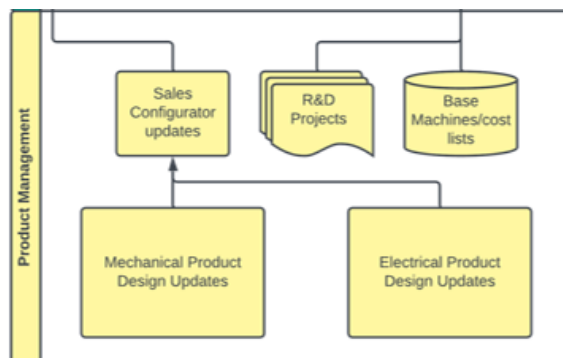 Product Management
Sales
Configurator
updates
R&D
Projects
Base
Machines/cost
lists
Mechanical Product
Design Updates
Electrical Product
Design Updates